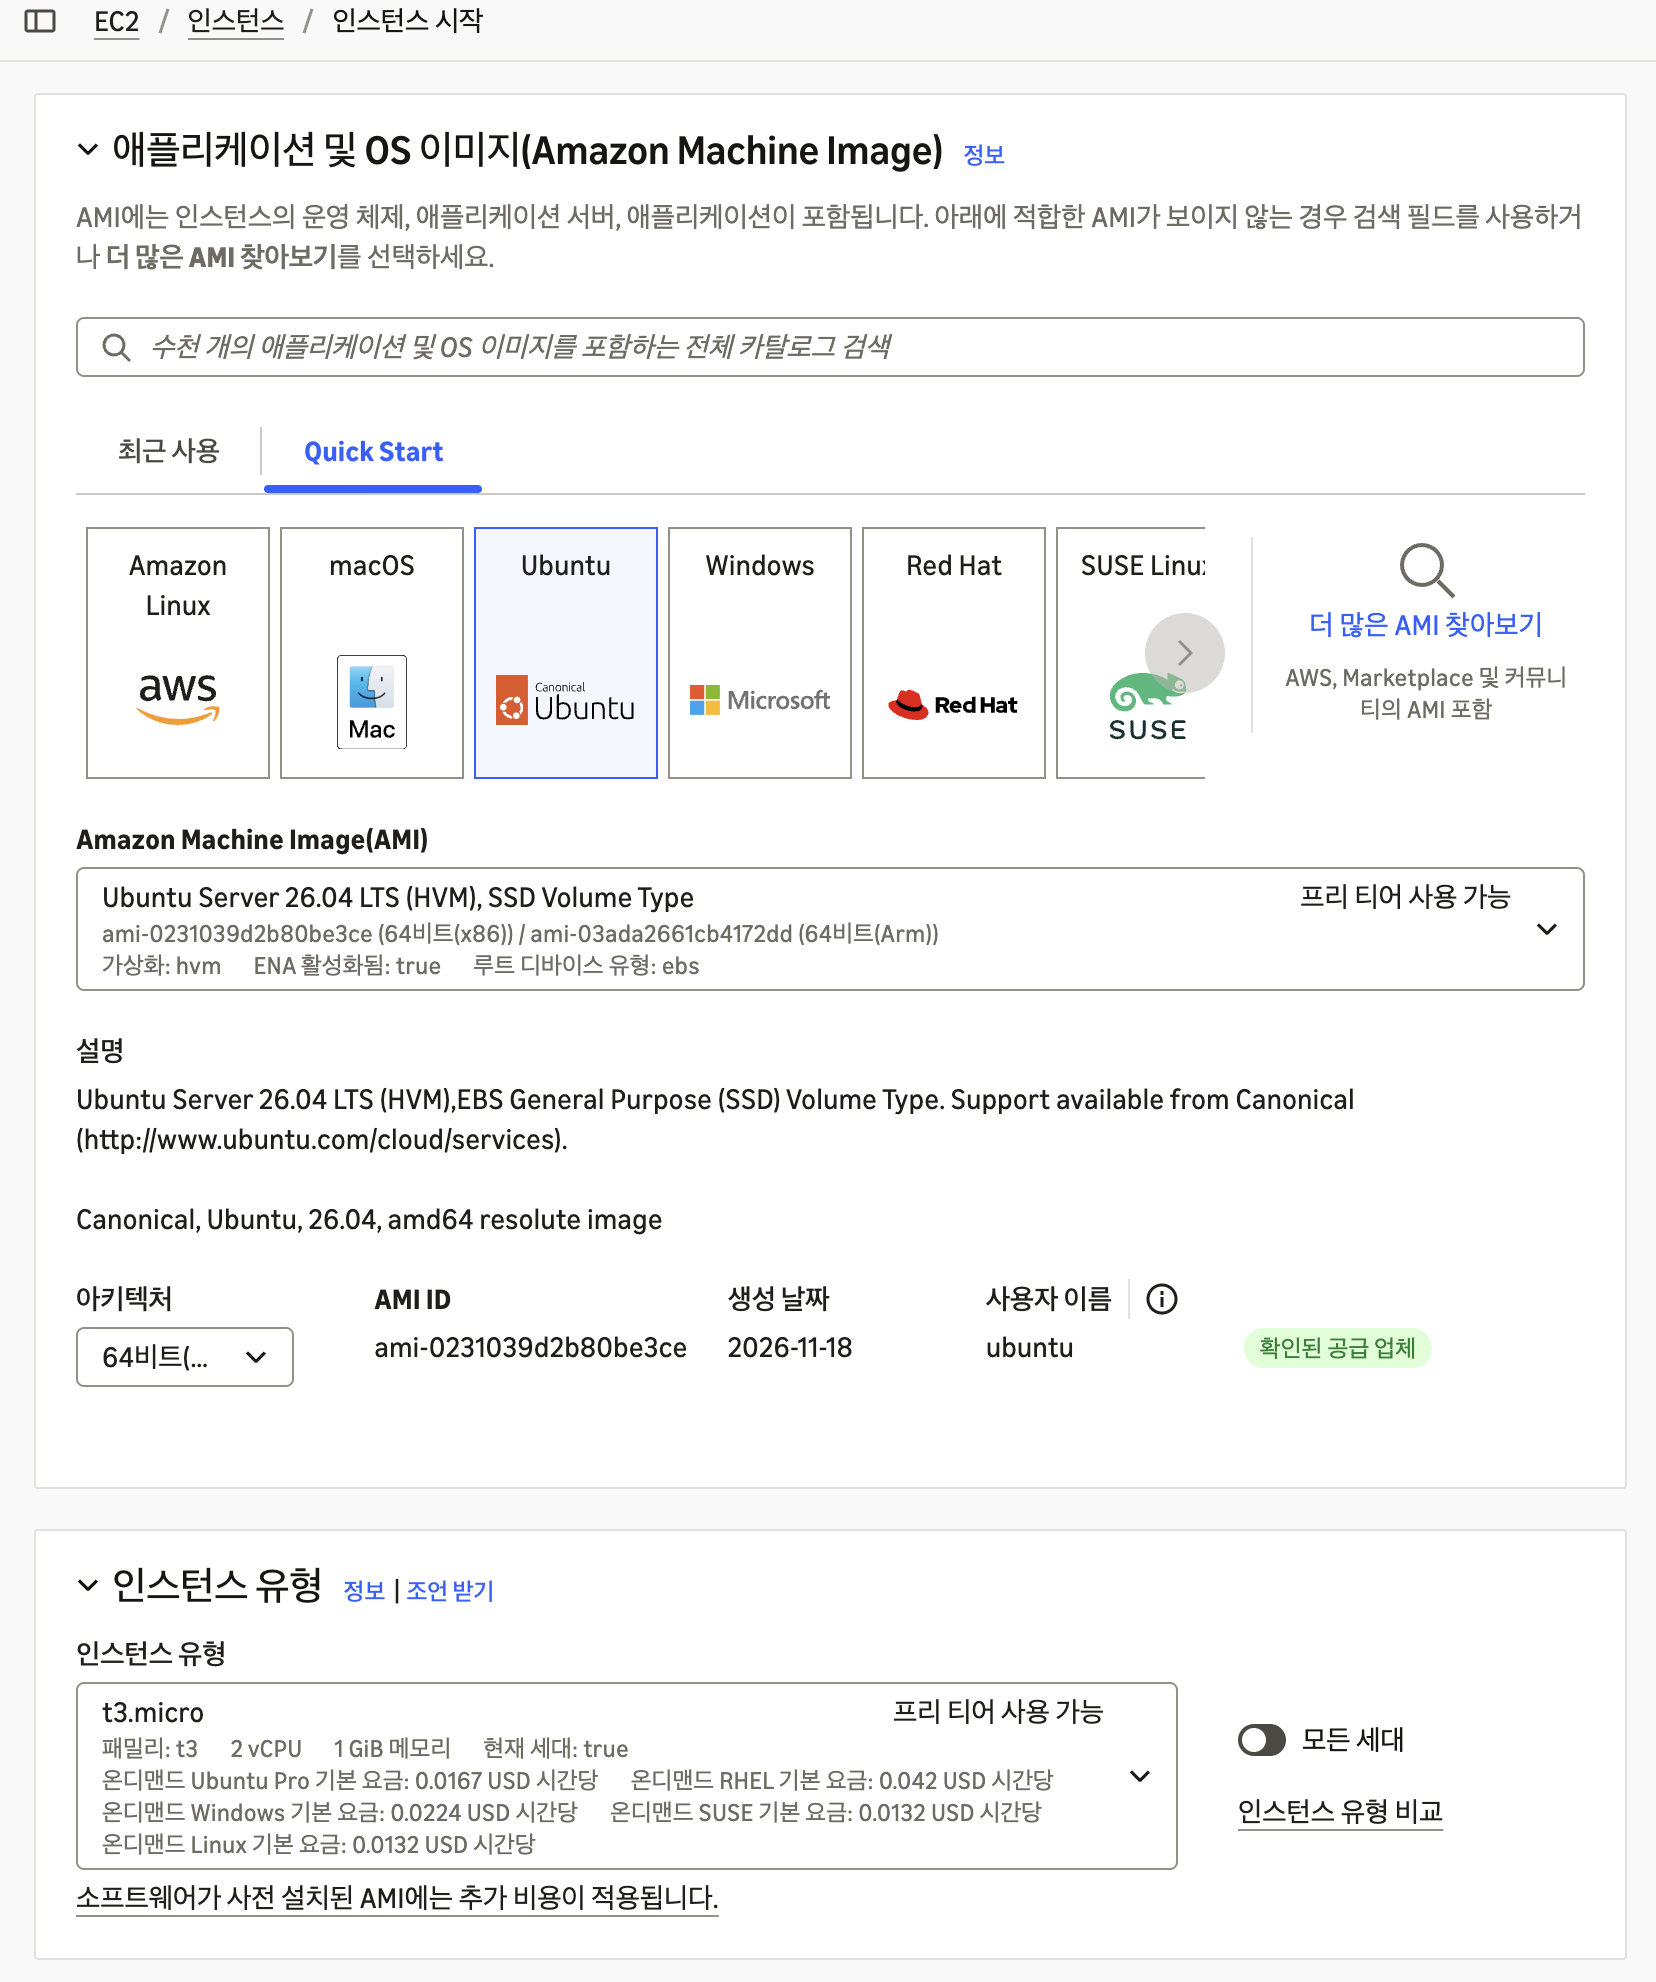 EC2 / 인스턴스 / 인스턴스 시작
애플리케이션 및 OS 이미지(Amazon Machine Image) 정보
AMI에는 인스턴스의 운영 체제, 애플리케이션 서버, 애플리케이션이 포함됩니다. 아래에 적합한 AMI가 보이지 않는 경우 검색 필드를 사용하거
나 더 많은 AMI 찾아보기를 선택하세요.
수천 개의 애플리케이션 및 OS 이미지를 포함하는 전체 카탈로그 검색
최근 사용
Quick Start
Amazon
Linux
aws
macOS
Mac
Ubuntu
Canonical
Ubuntu
Windows
Microsoft
Red Hat
Red Hat
SUSE Linu
SUSE
더 많은 AMI 찾아보기
AWS, Marketplace 및 커뮤니
티의 AMI 포함
Amazon Machine Image(AMI)
Ubuntu Server 26.04 LTS (HVM), SSD Volume Type 프리 티어 사용 가능
ami-0231039d2b80be3ce (64비트(x86)) / ami-03ada2661cb4172dd (64비트(Arm))
가상화: hvm ENA 활성화됨: true 루트 디바이스 유형: ebs
설명
Ubuntu Server 26.04 LTS (HVM),EBS General Purpose (SSD) Volume Type. Support available from Canonical
(http://www.ubuntu.com/cloud/services).
Canonical, Ubuntu, 26.04, amd64 resolute image
아키텍처 AMI ID 생성 날짜 사용자 이름
64비트(... ami-0231039d2b80be3ce 2026-11-18 ubuntu 확인된 공급 업체
인스턴스 유형 정보 | 조언 받기
인스턴스 유형
t3.micro 프리 티어 사용 가능
패밀리: t3 2 vCPU 1 GiB 메모리 현재 세대: true
온디맨드 Ubuntu Pro 기본 요금: 0.0167 USD 시간당 온디맨드 RHEL 기본 요금: 0.042 USD 시간당
온디맨드 Windows 기본 요금: 0.0224 USD 시간당 온디맨드 SUSE 기본 요금: 0.0132 USD 시간당
온디맨드 Linux 기본 요금: 0.0132 USD 시간당
모든 세대
인스턴스 유형 비교
소프트웨어가 사전 설치된 AMI에는 추가 비용이 적용됩니다.